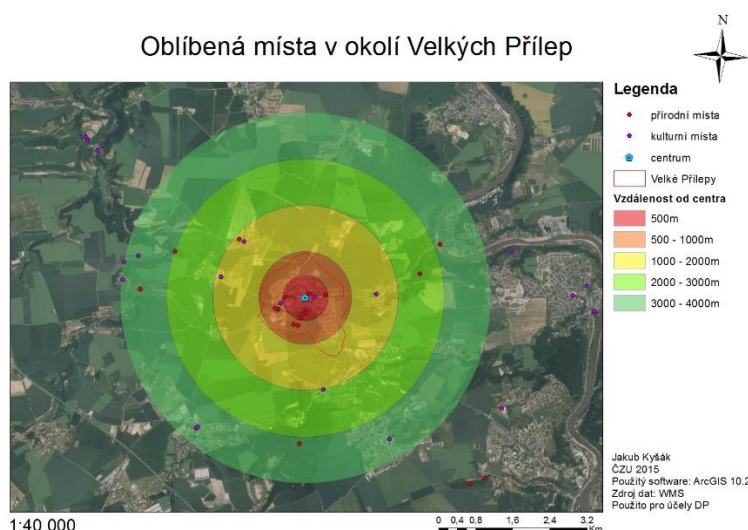 Oblíbená místa v okolí Velkých Přílep
N
Legenda
přírodní místa
kulturní místa
centrum
Velké Přílepy
Vzdálenost od centra
500m
500 - 1000m
1000 - 2000m
2000 - 3000m
3000 - 4000m
Jakub Kyšák
ČZU 2015
Použitý software: ArcGIS 10.2
Zdroj dat: WMS
Použito pro účely DP
1:40 000
0 0,4 0,8 1,6 2,4 3,2
Km